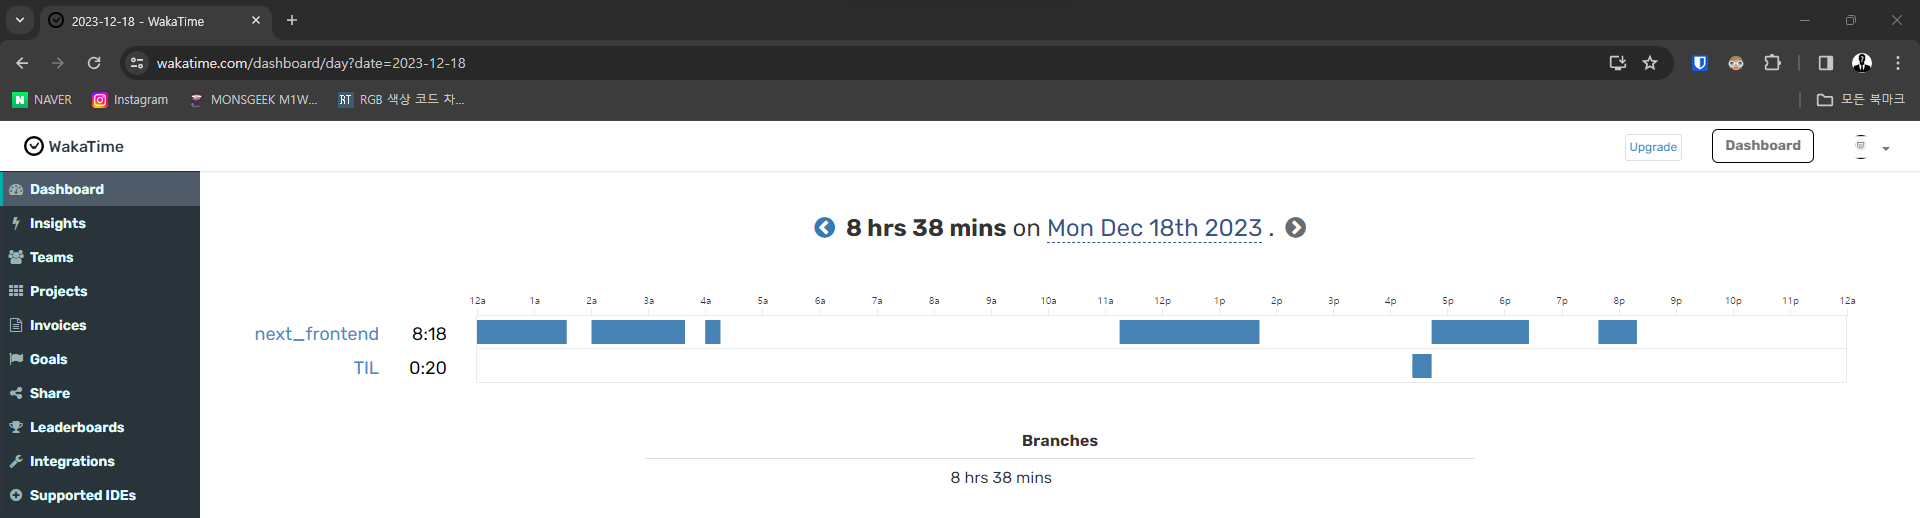 2023-12-18 - WakaTime
wakatime.com/dashboard/day?date=2023-12-18
NAVER Instagram MONSGEEK M1W... RGB 색상 코드 차... 모든 북마크
WakaTime Upgrade Dashboard
Dashboard
Insights
Teams
Projects
Invoices
Goals
Share
Leaderboards
Integrations
Supported IDEs
8 hrs 38 mins on Mon Dec 18th 2023 .
12a 1a 2a 3a 4a 5a 6a 7a 8a 9a 10a 11a 12p 1p 2p 3p 4p 5p 6p 7p 8p 9p 10p 11p 12a
next_frontend 8:18
TIL 0:20
Branches
8 hrs 38 mins